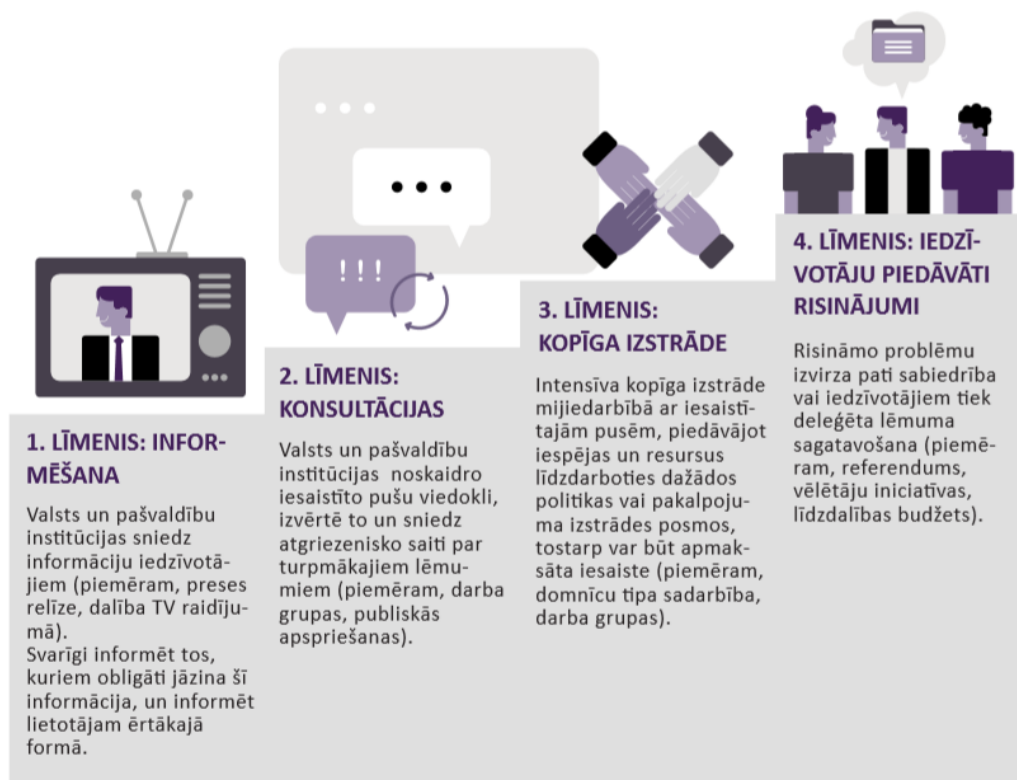 !!!
1. LĪMENIS: INFOR-
MĒŠANA
Valsts un pašvaldību
institūcijas sniedz
informāciju iedzīvotā-
jiem (piemēram, preses
relīze, dalība TV raidīju-
mā).
Svarīgi informēt tos,
kuriem obligāti jāzina šī
informācija, un informēt
lietotājam ērtākajā
formā.
2. LĪMENIS:
KONSULTĀCIJAS
Valsts un pašvaldību
institūcijas noskaidro
iesaistīto pušu viedokli,
izvērtē to un sniedz
atgriezenisko saiti par
turpmākajiem lēmu-
miem (piemēram, darba
grupas, publiskās
apspriešanas).
3. LĪMENIS:
KOPĪGA IZSTRĀDE
Intensīva kopīga izstrāde
mijiedarbībā ar iesaistī-
tajām pusēm, piedāvājot
iespējas un resursus
līdzdarboties dažādos
politikas vai pakalpoju-
ma izstrādes posmos,
tostarp var būt apmak-
sāta iesaiste (piemēram,
domnīcu tipa sadarbība,
darba grupas).
4. LĪMENIS: IEDZĪ-
VOTĀJU PIEDĀVĀTI
RISINĀJUMI
Risināmo problēmu
izvirza pati sabiedrība
vai iedzīvotājiem tiek
deleģēta lēmuma
sagatavošana (piemē-
ram, referendums,
vēlētāju iniciatīvas,
līdzdalības budžets).